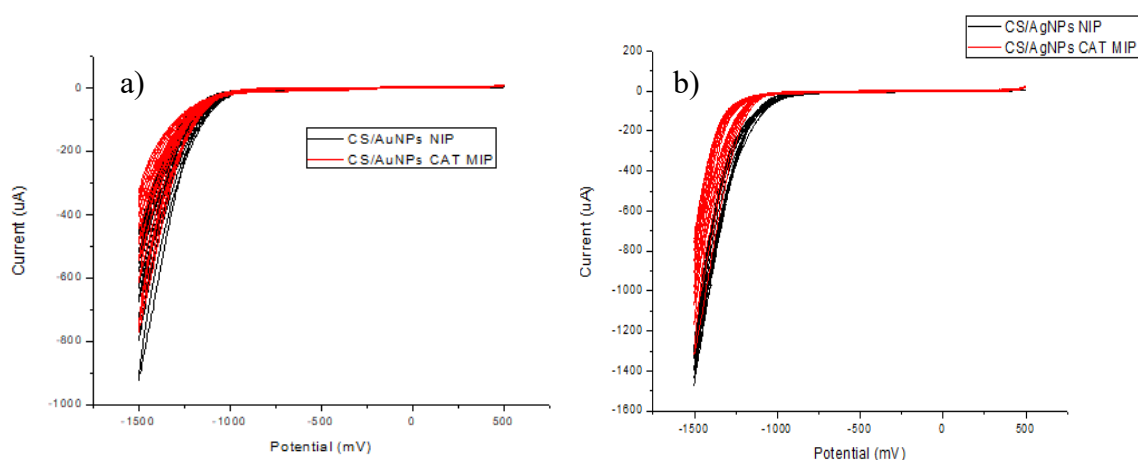 a)
CS/AuNPs NIP
CS/AuNPs CAT MIP
0
-200
-400
-600
-800
-1000
-1500
-1000
-500
0
500
Current (uA)
Potential (mV)
b)
CS/AgNPs NIP
CS/AgNPs CAT MIP
200
0
-200
-400
-600
-800
-1000
-1200
-1400
-1600
-1500
-1000
-500
0
500
Current (uA)
Potential (mV)